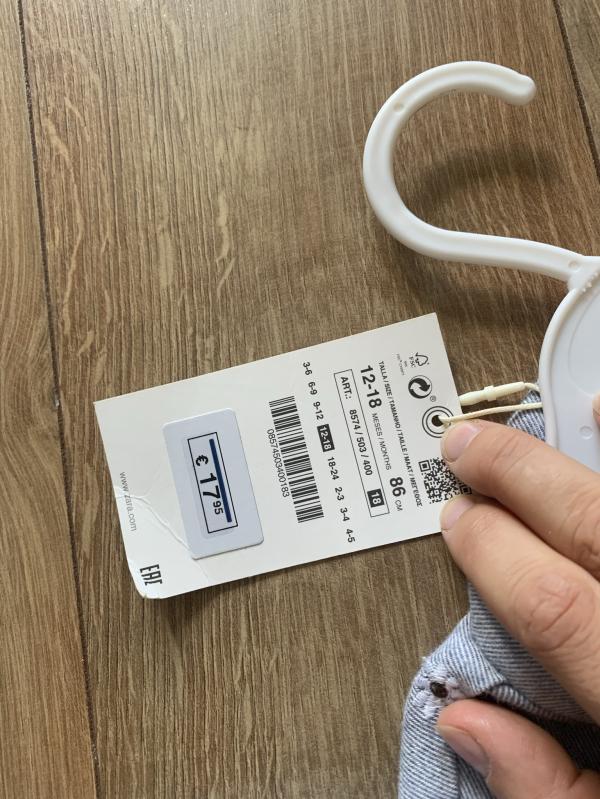 FSC
TALLA / SIZE / TAMANHO / TAILLE / MAAT / ΜΕΓΕΘΟΣ
12-18 MESES / MONTHS 86 CM
ART.: 8574 / 503 / 400 18
3-6 6-9 9-12 12-18 18-24 2-3 3-4 4-5
08574503400183
€ 17 95
www.zara.com
EAC